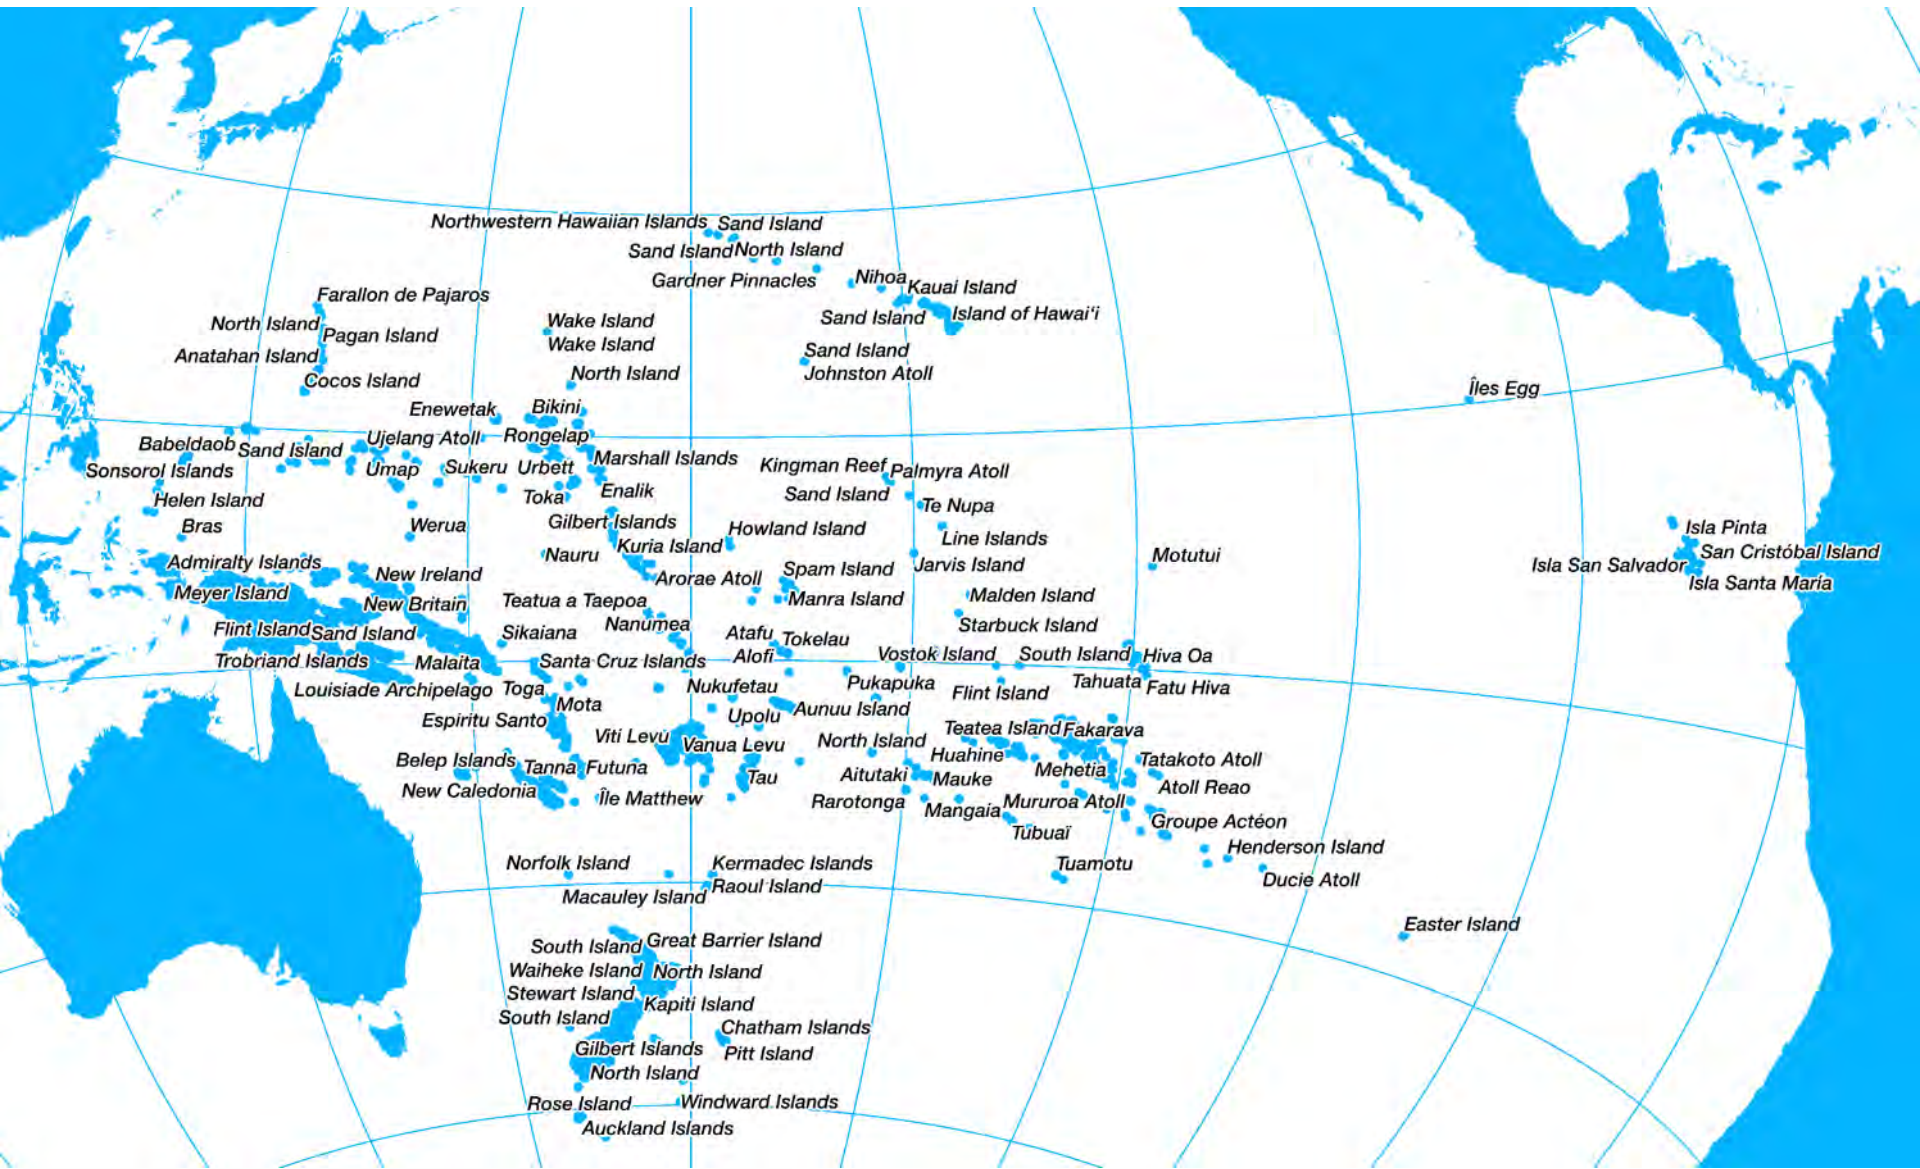 Northwestern Hawaiian Islands
Sand Island
Sand Island
North Island
Gardner Pinnacles
Nihoa
Kauai Island
Farallon de Pajaros
Island of Hawai‘i
North Island
Wake Island
Sand Island
Pagan Island
Wake Island
Anatahan Island
Sand Island
North Island
Johnston Atoll
Cocos Island
Îles Egg
Enewetak
Bikini
Babeldaob
Sand Island
Ujelang Atoll
Rongelap
Sonsorol Islands
Umap
Sukeru
Urbett
Marshall Islands
Kingman Reef
Palmyra Atoll
Helen Island
Toka
Enalik
Sand Island
Te Nupa
Bras
Werua
Gilbert Islands
Howland Island
Line Islands
Isla Pinta
Nauru
Kuria Island
Motutui
San Cristóbal Island
Admiralty Islands
New Ireland
Arorae Atoll
Spam Island
Jarvis Island
Isla San Salvador
Isla Santa María
Meyer Island
New Britain
Teatua a Taepoa
Manra Island
Malden Island
Flint Island
Sand Island
Sikaiana
Nanumea
Atafu
Tokelau
Starbuck Island
Trobriand Islands
Malaita
Santa Cruz Islands
Alofi
Vostok Island
South Island
Hiva Oa
Louisiade Archipelago
Toga
Nukufetau
Pukapuka
Flint Island
Tahuata
Fatu Hiva
Espiritu Santo
Mota
Upolu
Aunuu Island
Viti Levu
Vanua Levu
North Island
Teatea Island
Fakarava
Belep Islands
Tanna
Futuna
Huahine
Tatakoto Atoll
New Caledonia
Île Matthew
Tau
Aitutaki
Mauke
Mehetia
Atoll Reao
Rarotonga
Mangaia
Mururoa Atoll
Tubuaï
Groupe Actéon
Norfolk Island
Kermadec Islands
Tuamotu
Henderson Island
Macauley Island
Raoul Island
Ducie Atoll
Easter Island
South Island
Great Barrier Island
Waiheke Island
North Island
Stewart Island
Kapiti Island
South Island
Chatham Islands
Gilbert Islands
Pitt Island
North Island
Rose Island
Windward Islands
Auckland Islands